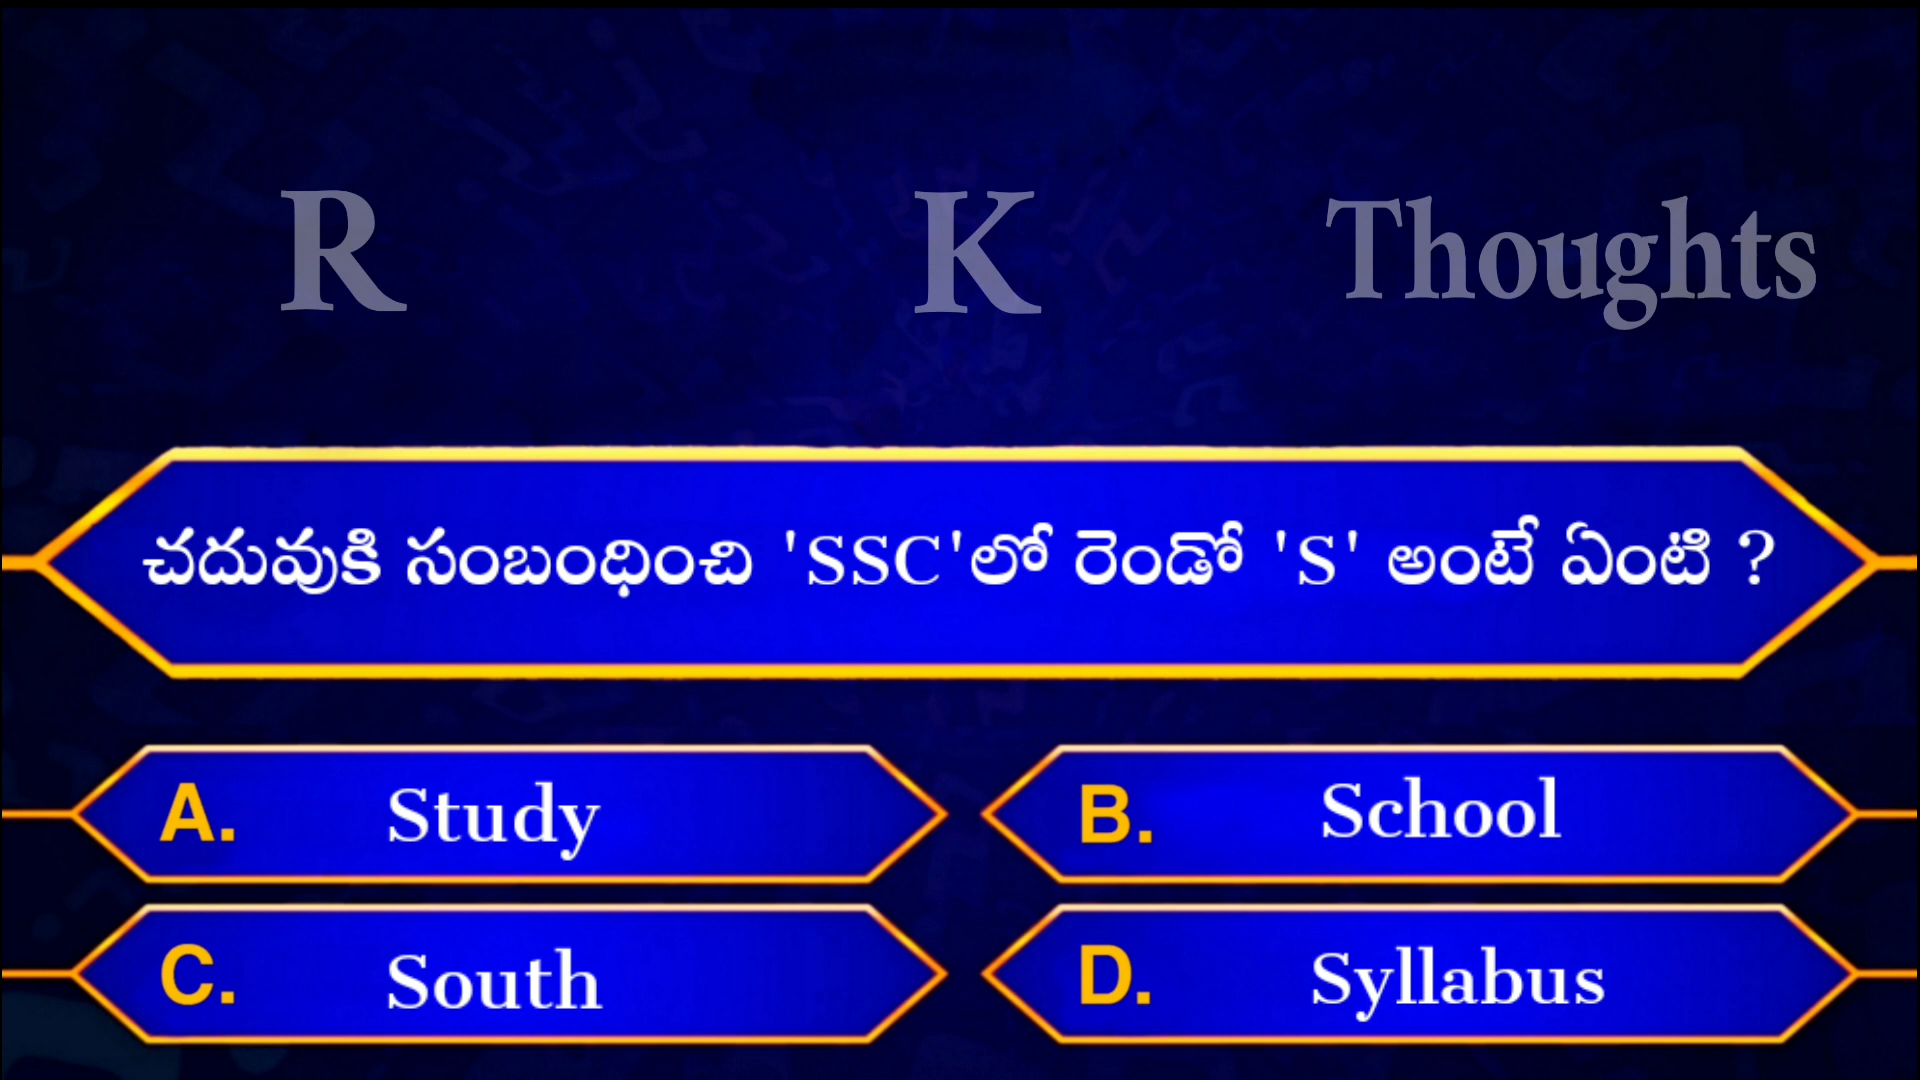 R K Thoughts
చదువుకి సంబంధించి 'SSC'లో రెండో 'S' అంటే ఏంటి ?
A. Study
B. School
C. South
D. Syllabus